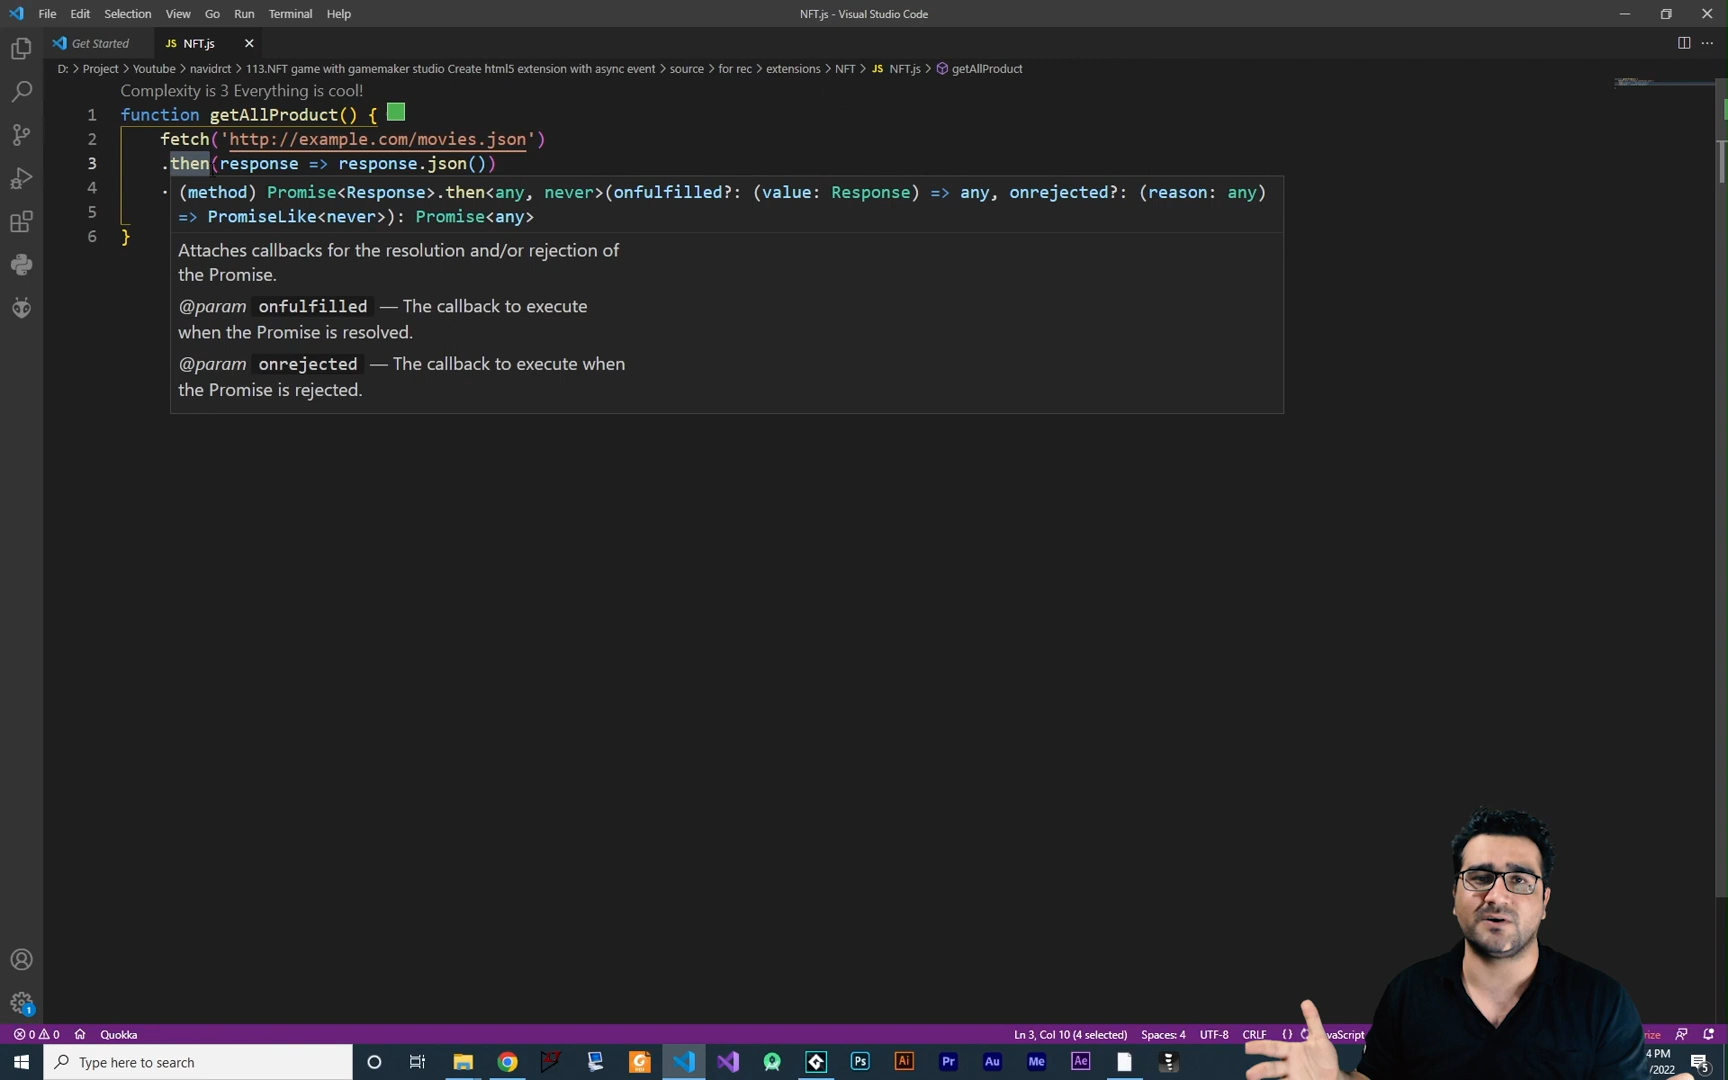 File Edit Selection View Go Run Terminal Help
NFT.js - Visual Studio Code
Get Started JS NFT.js
D: > Project > Youtube > navidrct > 113.NFT game with gamemaker studio Create html5 extension with async event > source > for rec > extensions > NFT > JS NFT.js > getAllProduct
Complexity is 3 Everything is cool!
1 function getAllProduct() {
2 fetch('http://example.com/movies.json')
3 .then(response => response.json())
4 .
(method) Promise<Response>.then<any, never>(onfulfilled?: (value: Response) => any, onrejected?: (reason: any)
5
=> PromiseLike<never>): Promise<any>
6 }
Attaches callbacks for the resolution and/or rejection of
the Promise.
@param onfulfilled — The callback to execute
when the Promise is resolved.
@param onrejected — The callback to execute when
the Promise is rejected.
1
0 0 Quokka
Ln 3, Col 10 (4 selected) Spaces: 4 UTF-8 CRLF {}
Type here to search
Ps Ai Pr Au Me Ae
4 PM
/2022
5